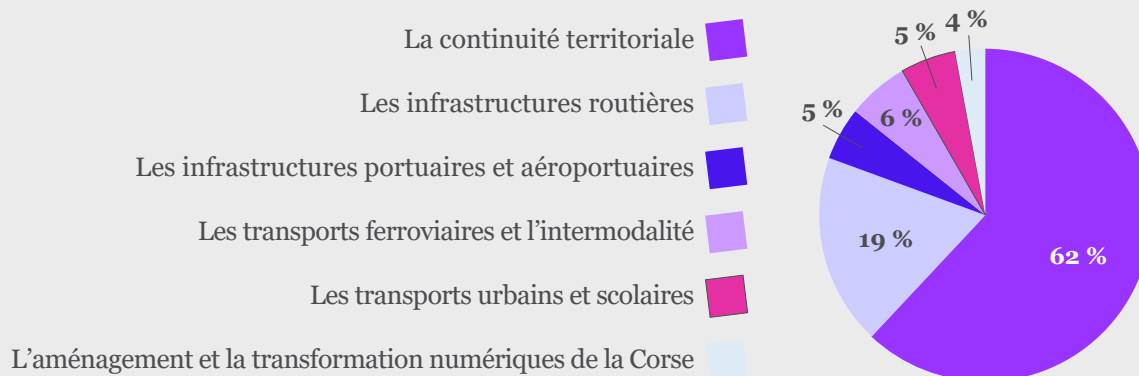 La continuité territoriale
Les infrastructures routières
Les infrastructures portuaires et aéroportuaires
Les transports ferroviaires et l’intermodalité
Les transports urbains et scolaires
L’aménagement et la transformation numériques de la Corse
5 %
4 %
5 %
6 %
19 %
62 %